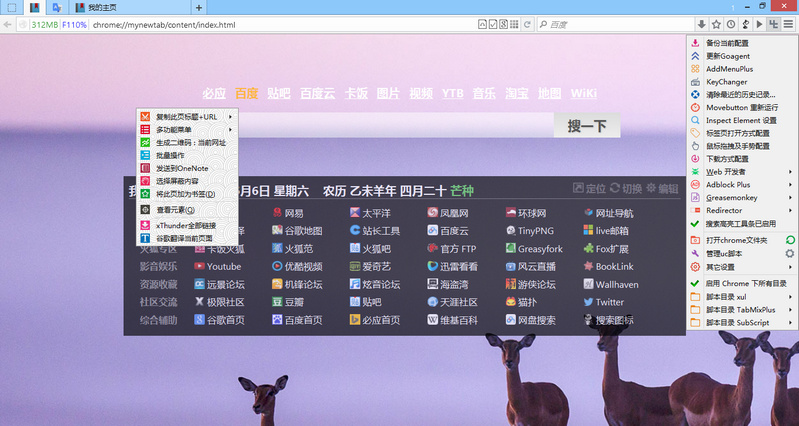 我的主页
312MB F110% chrome://mynewtab/content/index.html
百度
必应 百度 贴吧 百度云 卡饭 图片 视频 YTB 音乐 淘宝 地图 WiKi
搜一下
复制此页标题+URL
多功能菜单
生成二维码：当前网址
批量操作
发送到OneNote
选择屏蔽内容
将此页加为书签(D)
查看元素(Q)
xThunder全部链接
谷歌翻译当前页面
月6日 星期六 农历 乙未羊年 四月二十 芒种
定位 切换 编辑
网易 太平洋 凤凰网 环球网 网址导航
谷歌地图 站长工具 百度云 TinyPNG live邮箱
火狐专区 卡饭火狐 火狐范 火狐吧 官方 FTP Greasyfork Fox扩展
影音娱乐 Youtube 优酷视频 爱奇艺 迅雷看看 风云直播 BookLink
资源收藏 远景论坛 机锋论坛 炫音论坛 海盗湾 游侠论坛 Wallhaven
社区交流 极限社区 豆瓣 贴吧 天涯社区 猫扑 Twitter
综合辅助 谷歌首页 百度首页 必应首页 维基百科 网盘搜索 搜索图标
备份当前配置
更新Goagent
AddMenuPlus
KeyChanger
清除最近的历史记录...
Movebutton 重新运行
Inspect Element 设置
标签页打开方式配置
鼠标拖拽及手势配置
下载方式配置
Web 开发者
Adblock Plus
Greasemonkey
Redirector
搜索高亮工具条已启用
打开chrome文件夹
管理uc脚本
其它设置
启用 Chrome 下所有目录
脚本目录 xul
脚本目录 TabMixPlus
脚本目录 SubScript